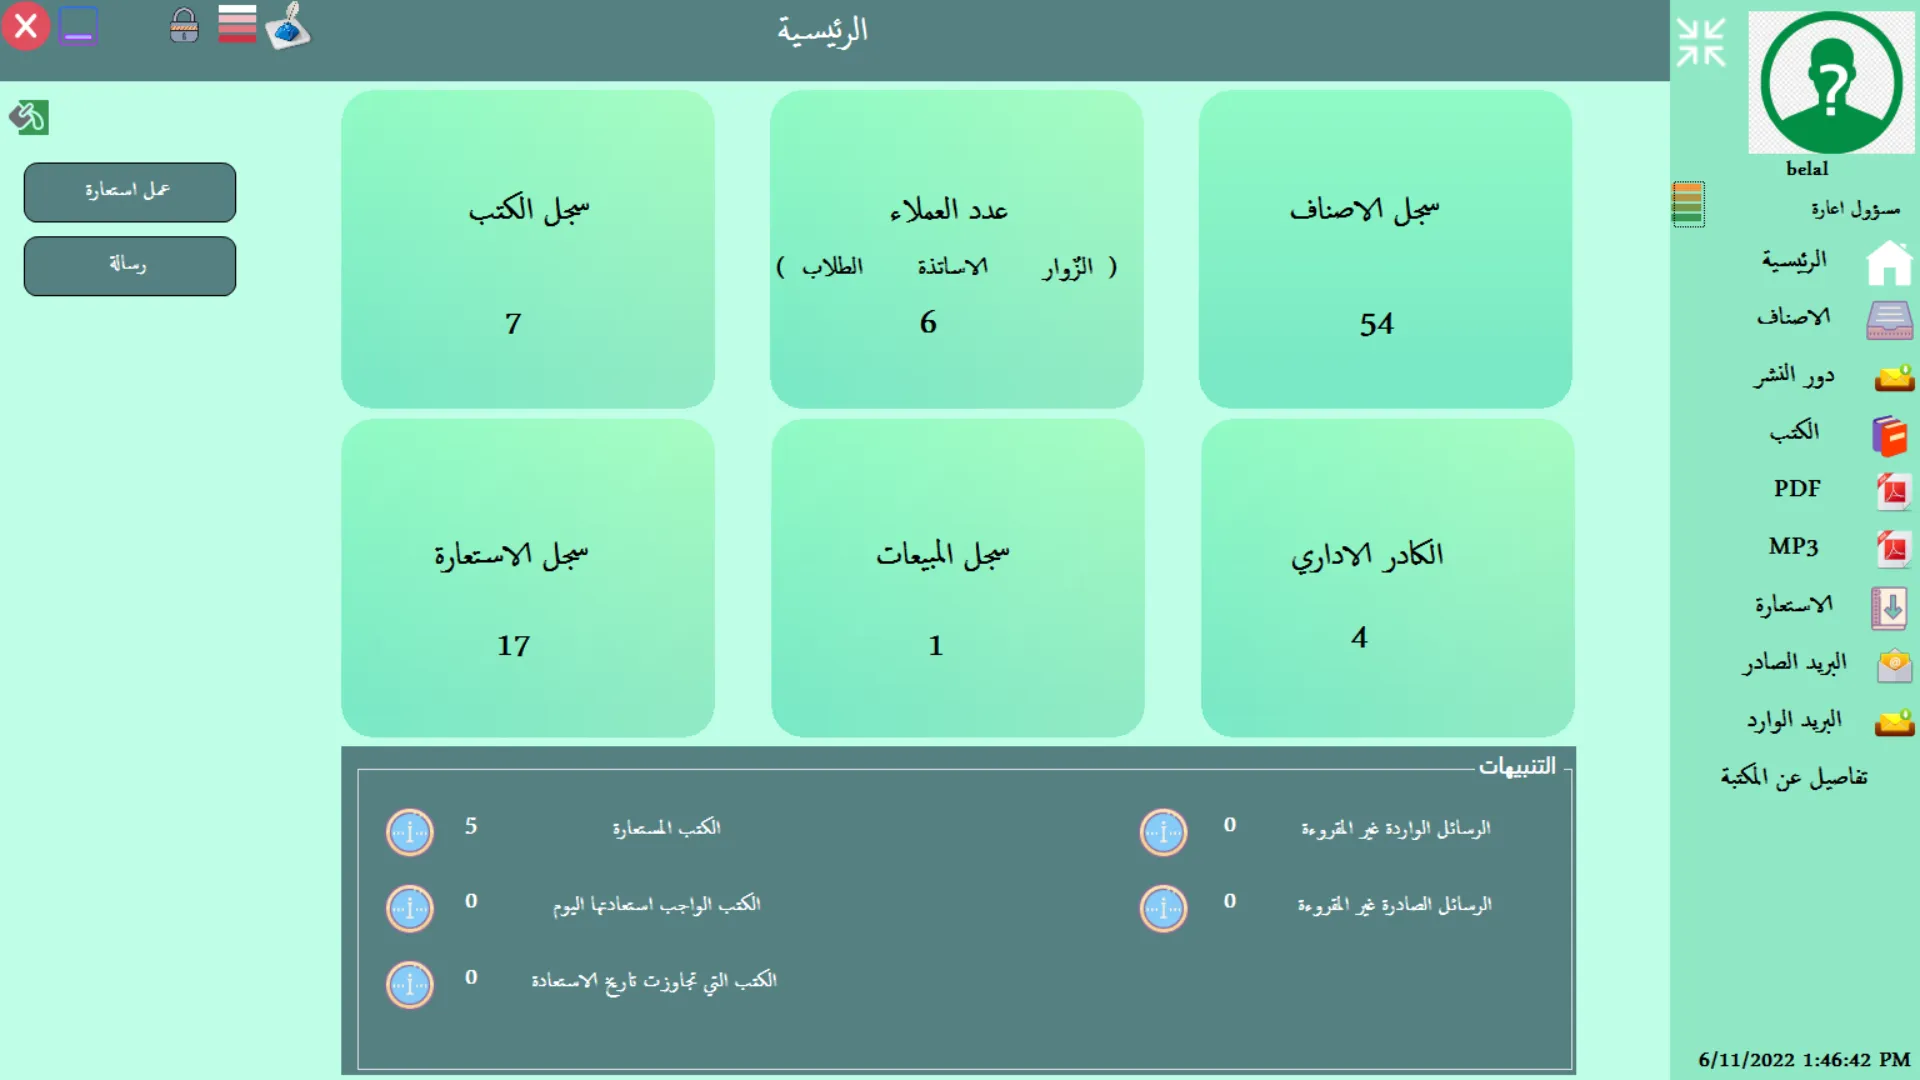 الرئيسية
belal
مسؤول اعارة
الرئيسية
الاصناف
دور النشر
الكتب
PDF
MP3
الاستعارة
البريد الصادر
البريد الوارد
تفاصيل عن المكتبة
6/11/2022 1:46:42 PM
سجل الاصناف
54
عدد العملاء
( الزّوار الاساتذة الطلاب )
6
سجل الكتب
7
الكادر الاداري
4
سجل المبيعات
1
سجل الاستعارة
17
عمل استعارة
رسالة
التنبيهات
الرسائل الواردة غير المقروءة 0
الرسائل الصادرة غير المقروءة 0
الكتب المستعارة 5
الكتب الواجب استعادتها اليوم 0
الكتب التي تجاوزت تاريخ الاستعادة 0